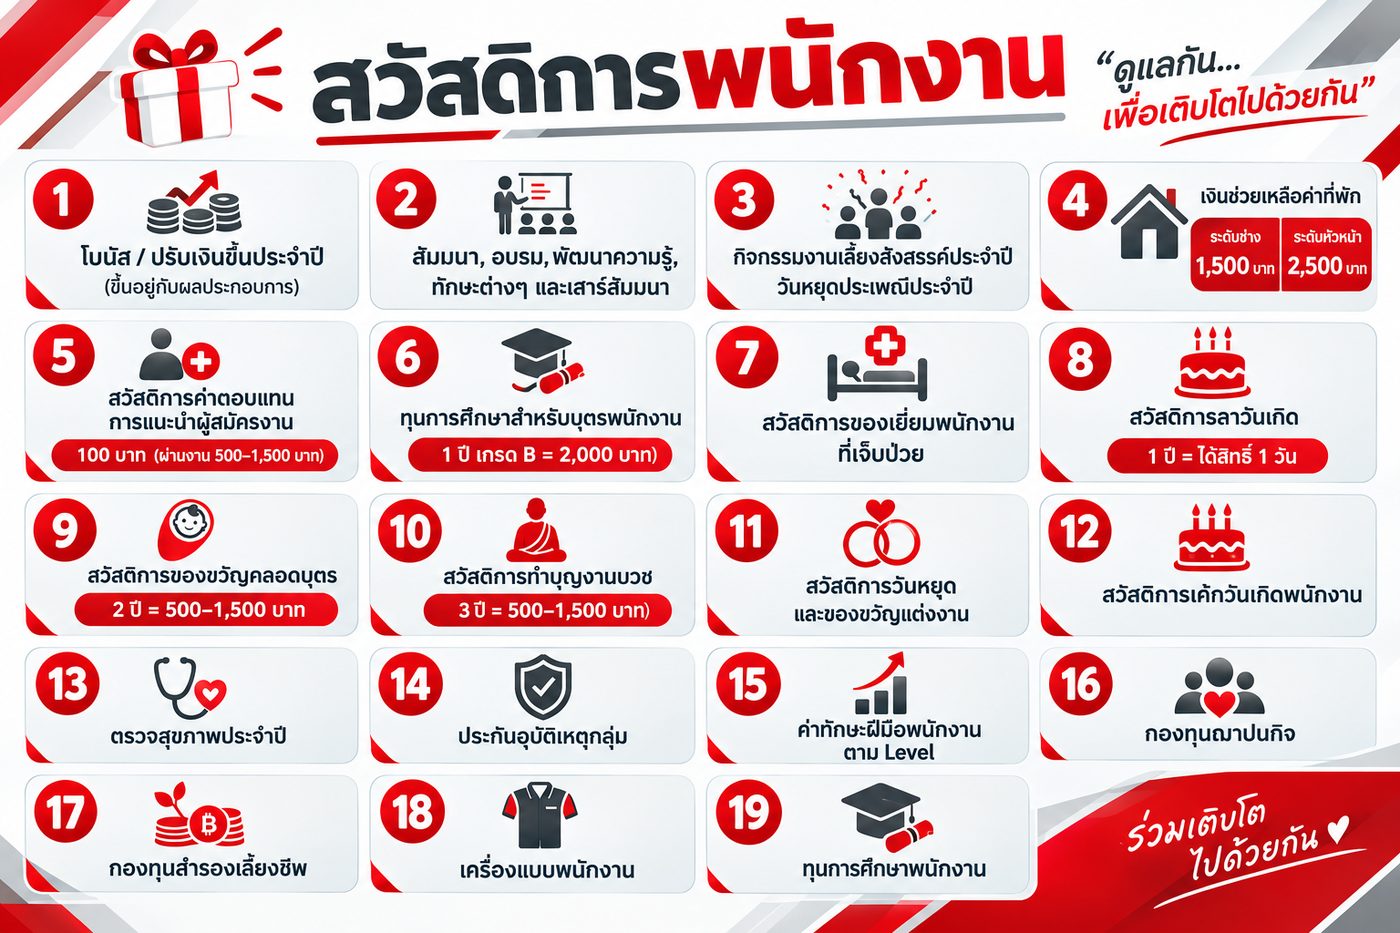 สวัสดิการพนักงาน
“ดูแลกัน...
เพื่อเติบโตไปด้วยกัน”
1
โบนัส / ปรับเงินขึ้นประจำปี
(ขึ้นอยู่กับผลประกอบการ)
2
สัมมนา, อบรม, พัฒนาความรู้,
ทักษะต่างๆ และเสาร์สัมมนา
3
กิจกรรมงานเลี้ยงสังสรรค์ประจำปี
วันหยุดประเพณีประจำปี
4
เงินช่วยเหลือค่าที่พัก
ระดับช่าง
1,500 บาท
ระดับหัวหน้า
2,500 บาท
5
สวัสดิการค่าตอบแทน
การแนะนำผู้สมัครงาน
100 บาท (ผ่านงาน 500–1,500 บาท)
6
ทุนการศึกษาสำหรับบุตรพนักงาน
1 ปี เกรด B = 2,000 บาท)
7
สวัสดิการของเยี่ยมพนักงาน
ที่เจ็บป่วย
8
สวัสดิการลาวันเกิด
1 ปี = ได้สิทธิ์ 1 วัน
9
สวัสดิการของขวัญคลอดบุตร
2 ปี = 500–1,500 บาท
10
สวัสดิการทำบุญงานบวช
3 ปี = 500–1,500 บาท)
11
สวัสดิการวันหยุด
และของขวัญแต่งงาน
12
สวัสดิการเค้กวันเกิดพนักงาน
13
ตรวจสุขภาพประจำปี
14
ประกันอุบัติเหตุกลุ่ม
15
ค่าทักษะฝีมือพนักงาน
ตาม Level
16
กองทุนฌาปนกิจ
17
B
กองทุนสำรองเลี้ยงชีพ
18
เครื่องแบบพนักงาน
19
ทุนการศึกษาพนักงาน
ร่วมเติบโต
ไปด้วยกัน